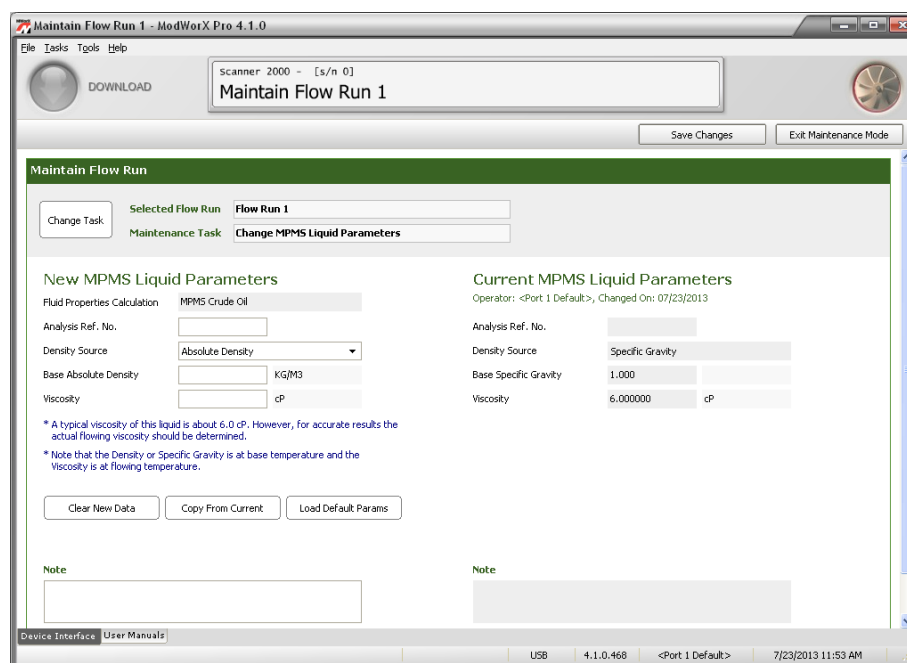 Maintain Flow Run 1 - ModWorX Pro 4.1.0
File Tasks Tools Help
DOWNLOAD
Scanner 2000 - [s/n 0]
Maintain Flow Run 1
Save Changes
Exit Maintenance Mode
Maintain Flow Run
Change Task
Selected Flow Run Flow Run 1
Maintenance Task Change MPMS Liquid Parameters
New MPMS Liquid Parameters
Fluid Properties Calculation MPMS Crude Oil
Analysis Ref. No.
Density Source Absolute Density
Base Absolute Density KG/M3
Viscosity cP
* A typical viscosity of this liquid is about 6.0 cP. However, for accurate results the
actual flowing viscosity should be determined.
* Note that the Density or Specific Gravity is at base temperature and the
Viscosity is at flowing temperature.
Clear New Data Copy From Current Load Default Params
Note
Current MPMS Liquid Parameters
Operator: <Port 1 Default>, Changed On: 07/23/2013
Analysis Ref. No.
Density Source Specific Gravity
Base Specific Gravity 1.000
Viscosity 6.000000 cP
Note
Device Interface User Manuals
USB 4.1.0.468 <Port 1 Default> 7/23/2013 11:53 AM